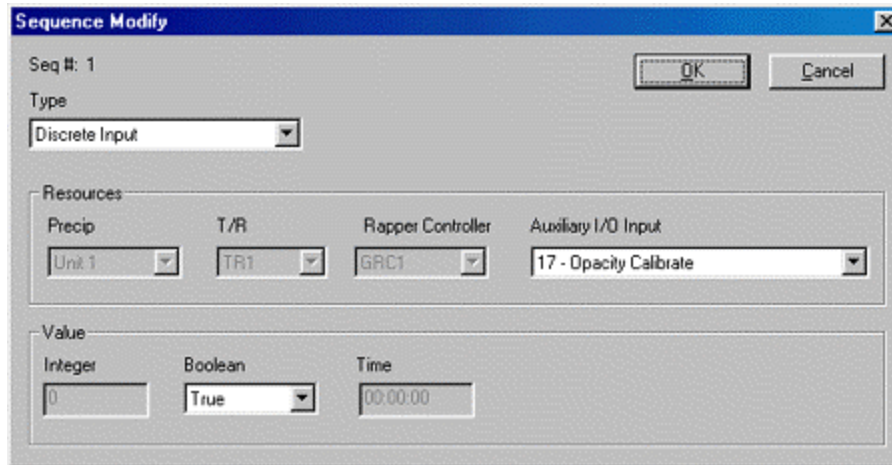 Sequence Modify
Seq #: 1
OK Cancel
Type
Discrete Input
Resources
Precip T/R Rapper Controller Auxiliary I/O Input
Unit 1 TR1 GRC1 17 - Opacity Calibrate
Value
Integer Boolean Time
0 True 00:00:00